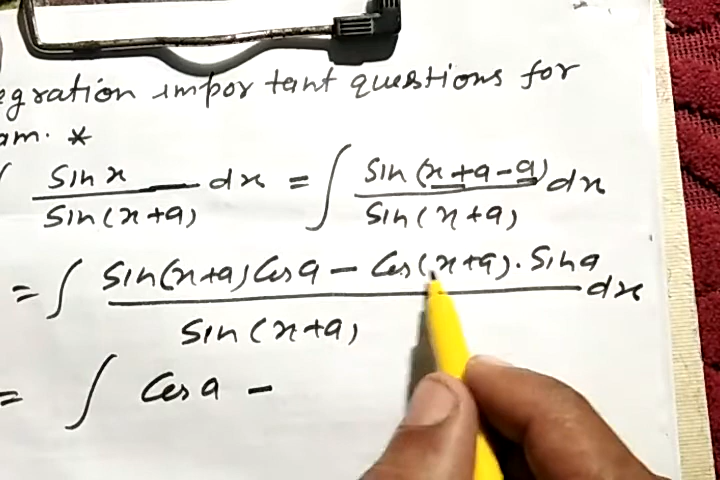 egration important questions for
am. *
∫ Sin x / Sin(x+a) dx = ∫ Sin(x+a-a) / Sin(x+a) dx
= ∫ Sin(x+a) Cos a - Cos(x+a). Sin a / Sin(x+a) dx
= ∫ Cos a -